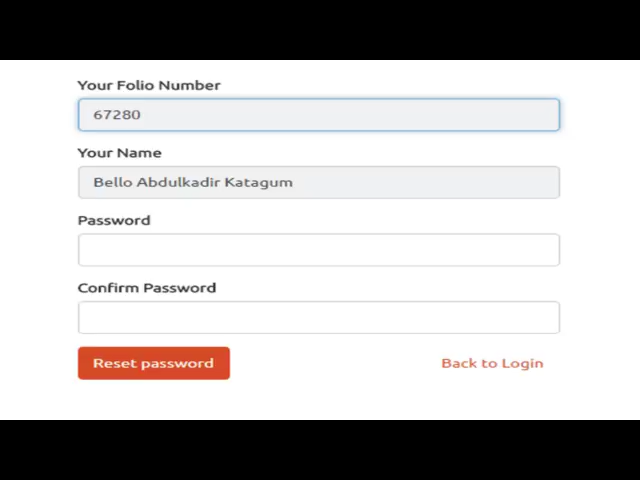 Your Folio Number
67280
Your Name
Bello Abdulkadir Katagum
Password
Confirm Password
Reset password
Back to Login